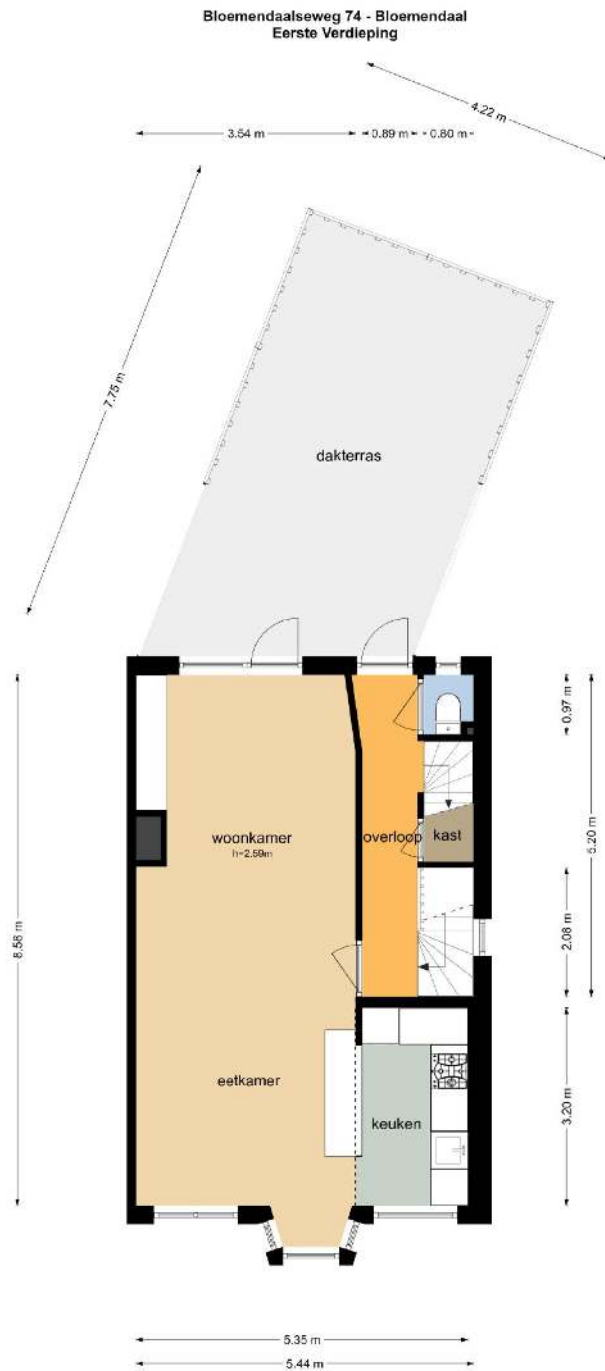 Bloemendaalseweg 74 - Bloemendaal
Eerste Verdieping
4.22 m
3.54 m
0.89 m
0.80 m
7.75 m
dakterras
0.97 m
woonkamer
h=2.59m
overloop
kast
5.20 m
8.58 m
2.08 m
eetkamer
keuken
3.20 m
5.35 m
5.44 m